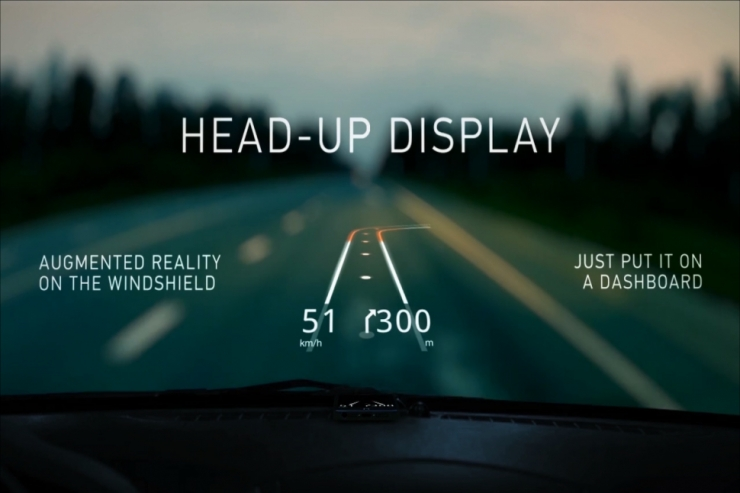 HEAD-UP DISPLAY
AUGMENTED REALITY
ON THE WINDSHIELD
JUST PUT IT ON
A DASHBOARD
51 300
km/h m